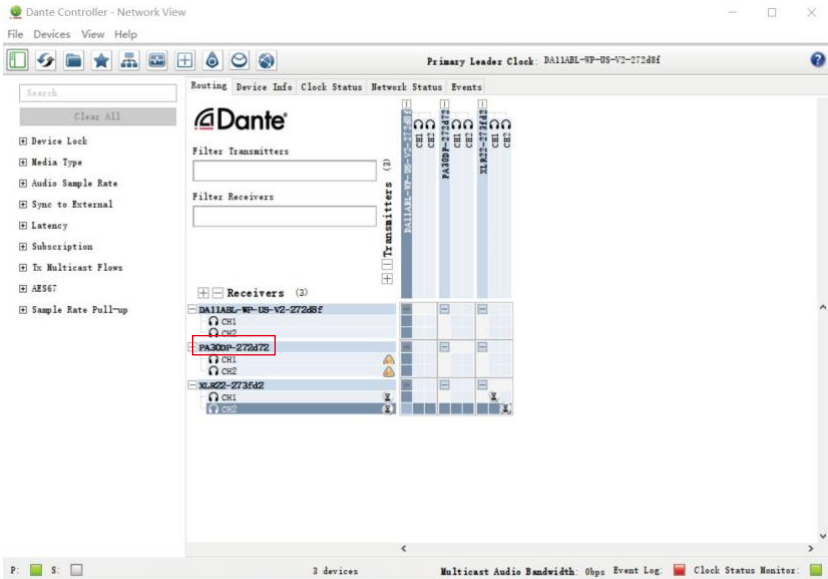 Dante Controller - Network View
File Devices View Help
Primary Leader Clock: DA11ABL-WP-US-V2-272d8f
Search
Clear All
Device Lock
Media Type
Audio Sample Rate
Sync to External
Latency
Subscription
Tx Multicast Flows
AES67
Sample Rate Pull-up
Routing Device Info Clock Status Network Status Events
Dante
Filter Transmitters
Filter Receivers
Transmitters (3)
DA11ABL-WP-US-V2-272d8f
CH1
CH2
PA30DP-272d72
CH1
CH2
XLR22-273fd2
CH1
CH2
Receivers (3)
DA11ABL-WP-US-V2-272d8f
CH1
CH2
PA30DP-272d72
CH1
CH2
XLR22-273fd2
CH1
CH2
P: S: 3 devices Multicast Audio Bandwidth: 0bps Event Log: Clock Status Monitor: